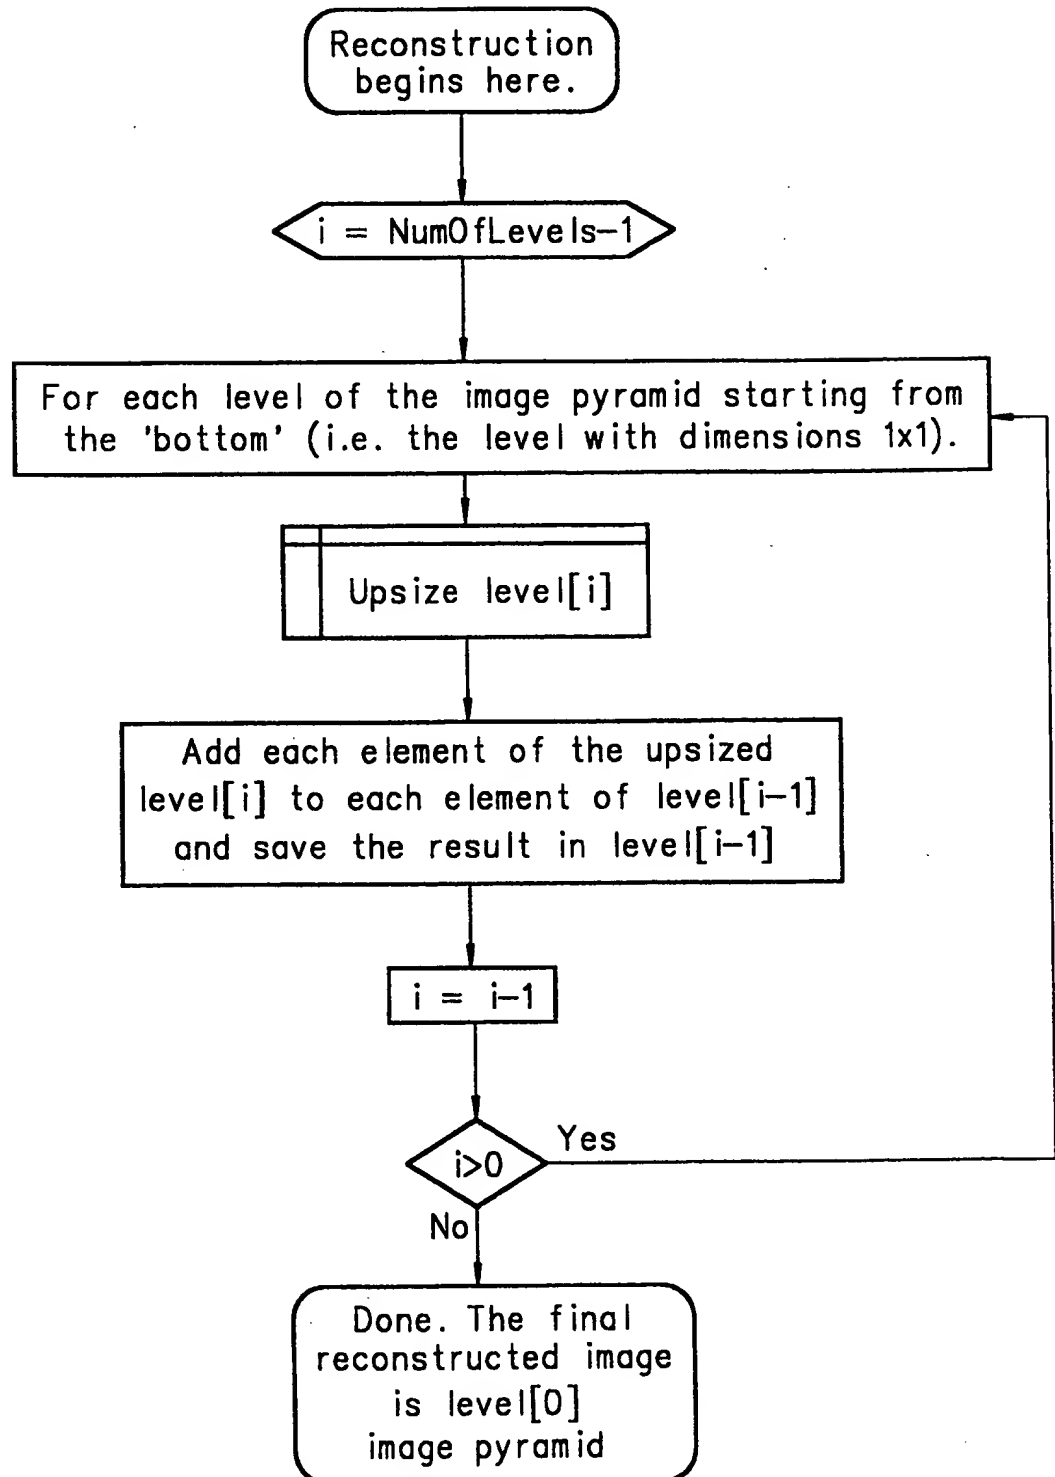 Reconstruction
begins here.
i = NumOfLevels-1
For each level of the image pyramid starting from
the 'bottom' (i.e. the level with dimensions 1x1).
Upsize level[i]
Add each element of the upsized
level[i] to each element of level[i-1]
and save the result in level[i-1]
i = i-1
i>0
Yes
No
Done. The final
reconstructed image
is level[0]
image pyramid